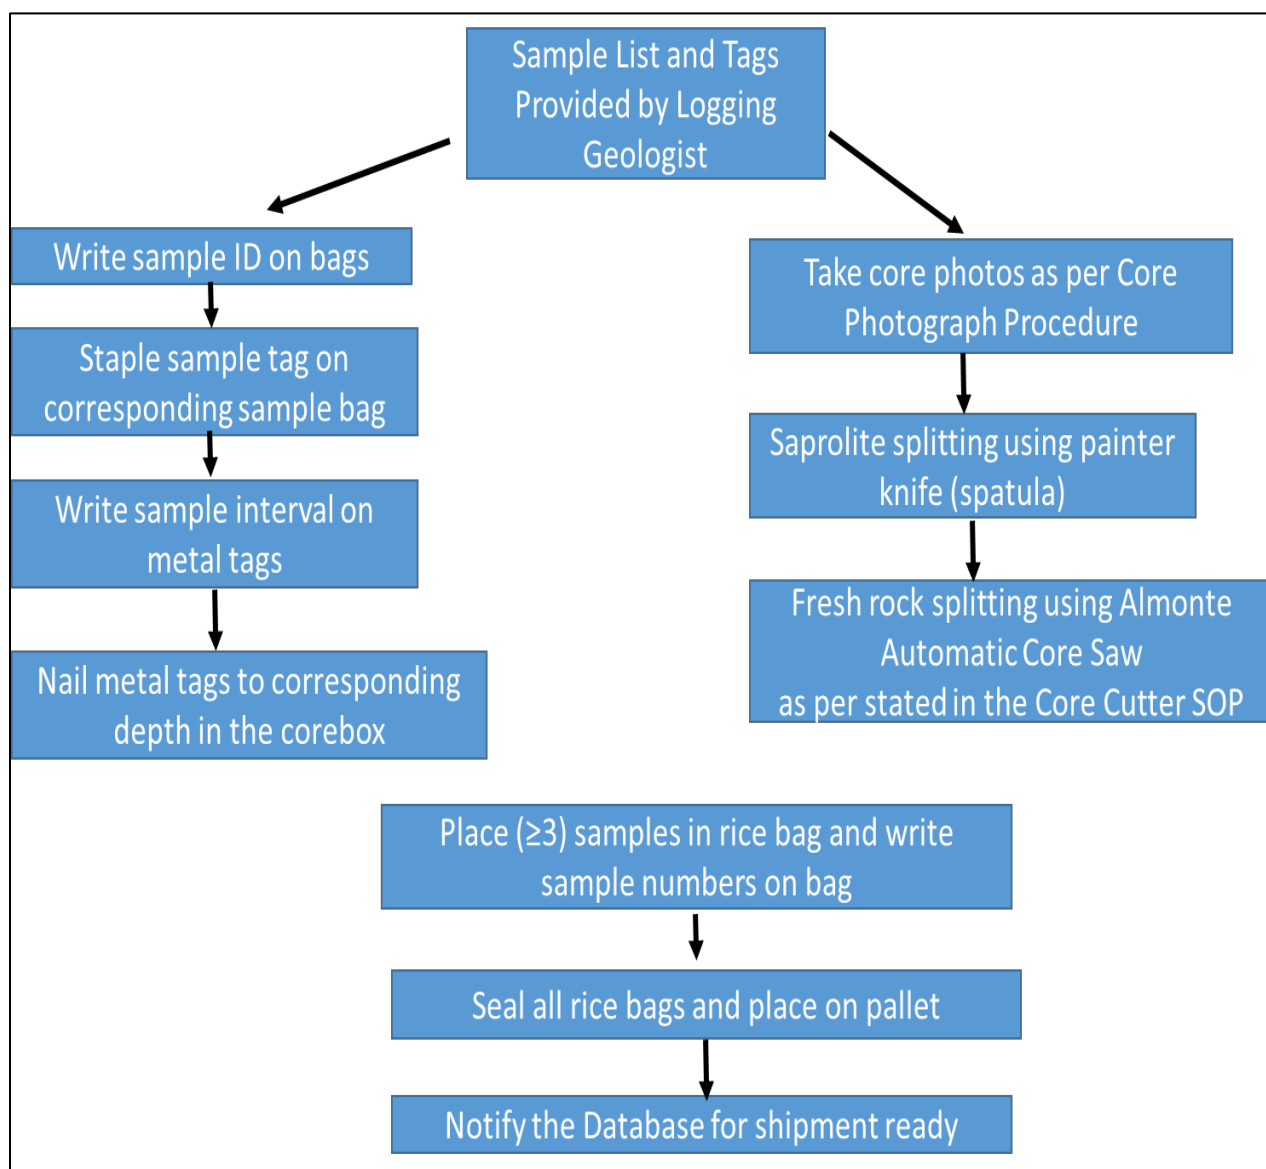 Sample List and Tags
Provided by Logging
Geologist
Write sample ID on bags
Staple sample tag on
corresponding sample bag
Write sample interval on
metal tags
Nail metal tags to corresponding
depth in the corebox
Take core photos as per Core
Photograph Procedure
Saprolite splitting using painter
knife (spatula)
Fresh rock splitting using Almonte
Automatic Core Saw
as per stated in the Core Cutter SOP
Place (≥3) samples in rice bag and write
sample numbers on bag
Seal all rice bags and place on pallet
Notify the Database for shipment ready